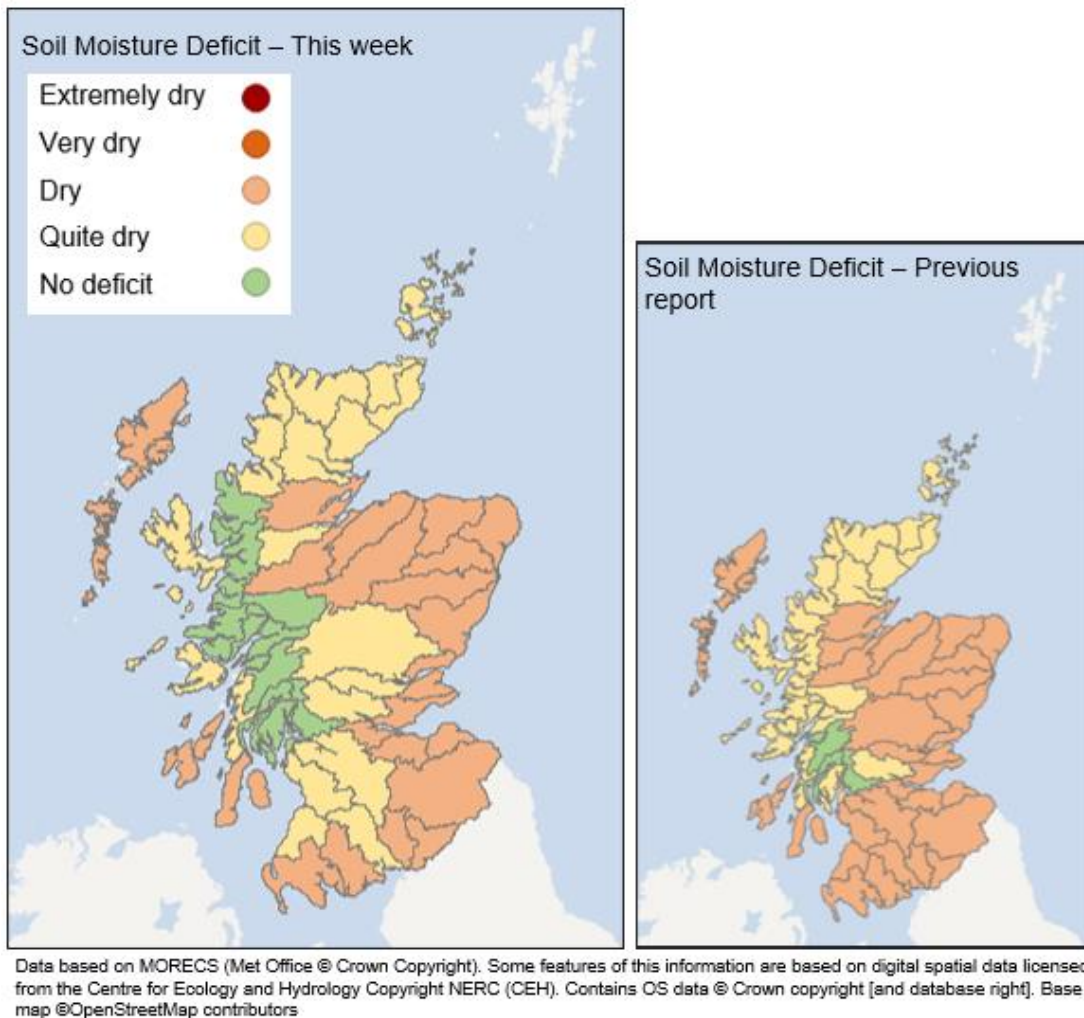 Soil Moisture Deficit – This week
Extremely dry
Very dry
Dry
Quite dry
No deficit
Soil Moisture Deficit – Previous
report
Data based on MORECS (Met Office © Crown Copyright). Some features of this information are based on digital spatial data licensed
from the Centre for Ecology and Hydrology Copyright NERC (CEH). Contains OS data © Crown copyright [and database right]. Base
map ©OpenStreetMap contributors